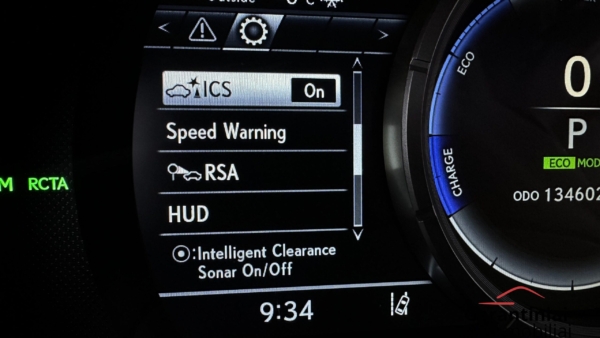 ICS On
Speed Warning
RSA
HUD
:Intelligent Clearance
Sonar On/Off
9:34
RCTA
ECO
CHARGE
0
P
ECO MOD
ODO 134602